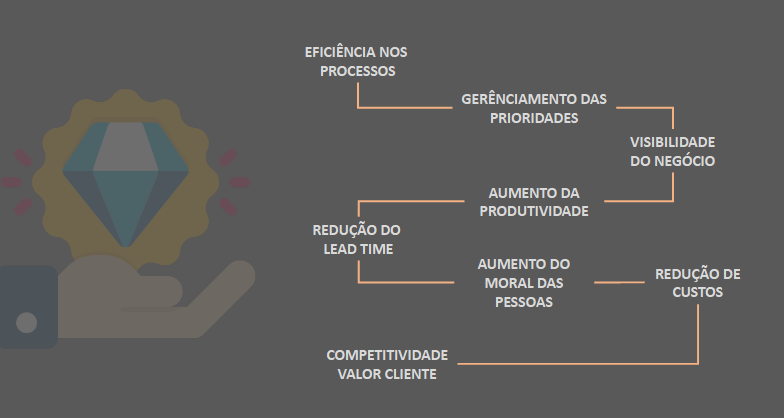 EFICIÊNCIA NOS
PROCESSOS
GERÊNCIAMENTO DAS
PRIORIDADES
VISIBILIDADE
DO NEGÓCIO
AUMENTO DA
PRODUTIVIDADE
REDUÇÃO DO
LEAD TIME
AUMENTO DO
MORAL DAS
PESSOAS
REDUÇÃO DE
CUSTOS
COMPETITIVIDADE
VALOR CLIENTE